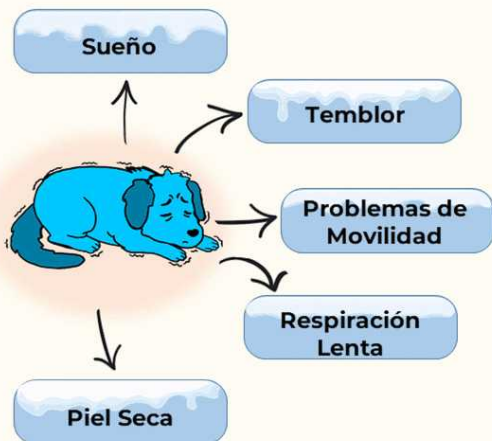 Sueño
Temblor
Problemas de
Movilidad
Respiración
Lenta
Piel Seca